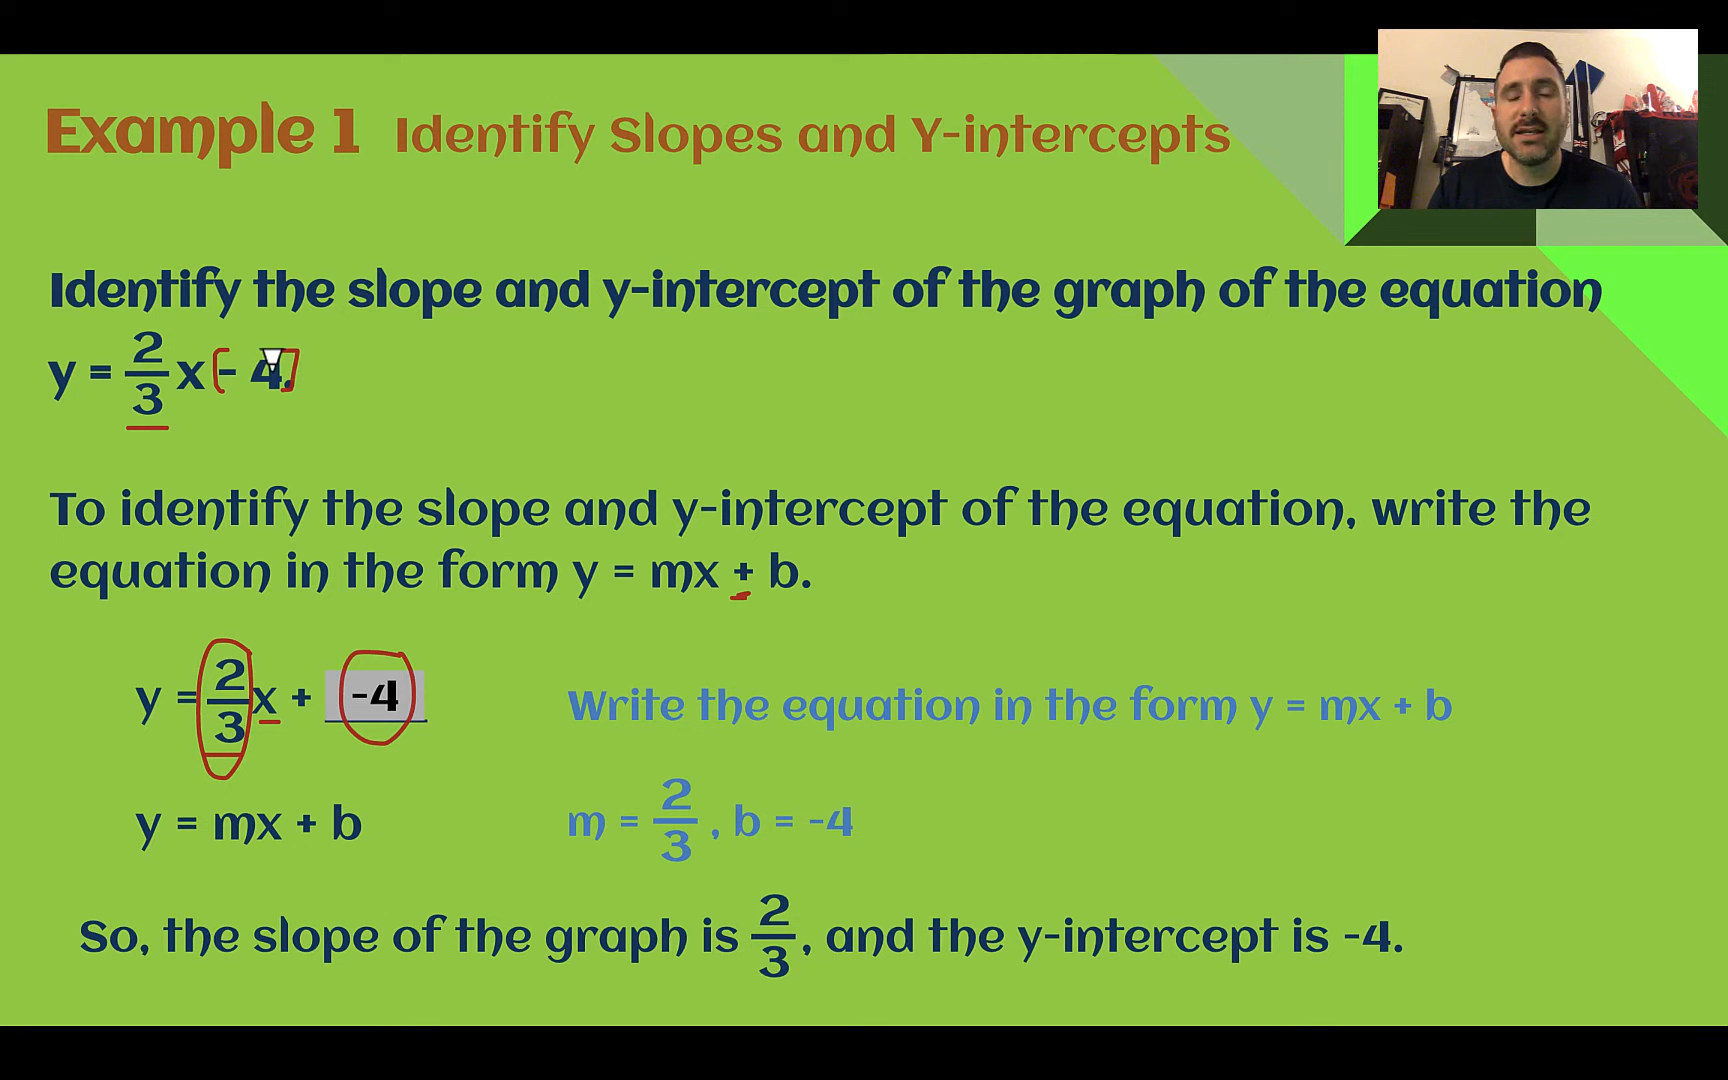 Example 1 Identify Slopes and Y-intercepts
Identify the slope and y-intercept of the graph of the equation
y = 2/3 x - 4.
To identify the slope and y-intercept of the equation, write the
equation in the form y = mx + b.
y = 2/3 x + -4 Write the equation in the form y = mx + b
y = mx + b m = 2/3 , b = -4
So, the slope of the graph is 2/3, and the y-intercept is -4.